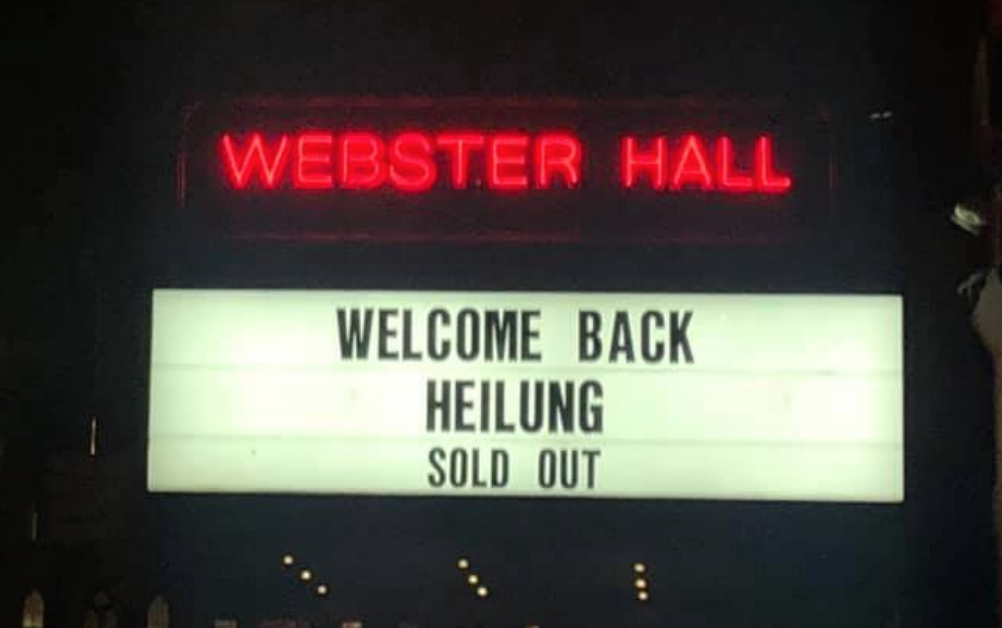 WEBSTER HALL
WELCOME BACK
HEILUNG
SOLD OUT